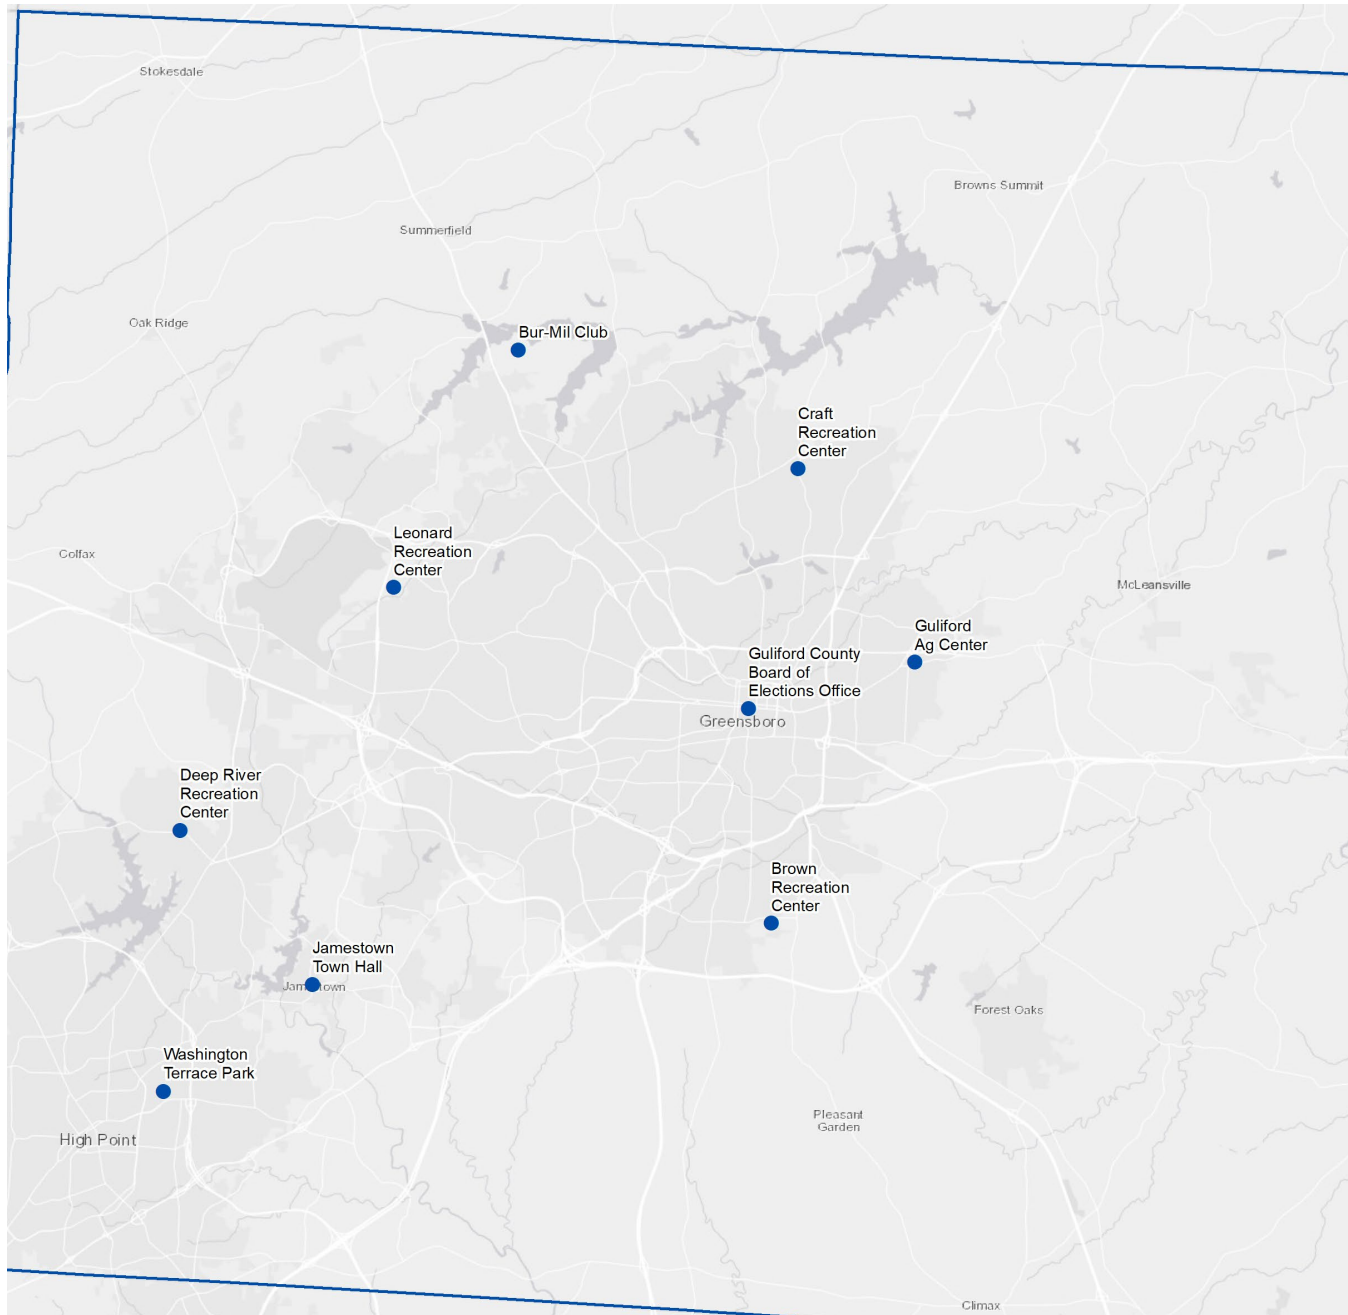 Stokesdale
Browns Summit
Summerfield
Oak Ridge
Bur-Mil Club
Craft
Recreation
Center
Leonard
Recreation
Center
Colfax
McLeansville
Guliford
Ag Center
Guliford County
Board of
Elections Office
Greensboro
Deep River
Recreation
Center
Brown
Recreation
Center
Jamestown
Town Hall
Jamestown
Forest Oaks
Washington
Terrace Park
Pleasant
Garden
High Point
Climax